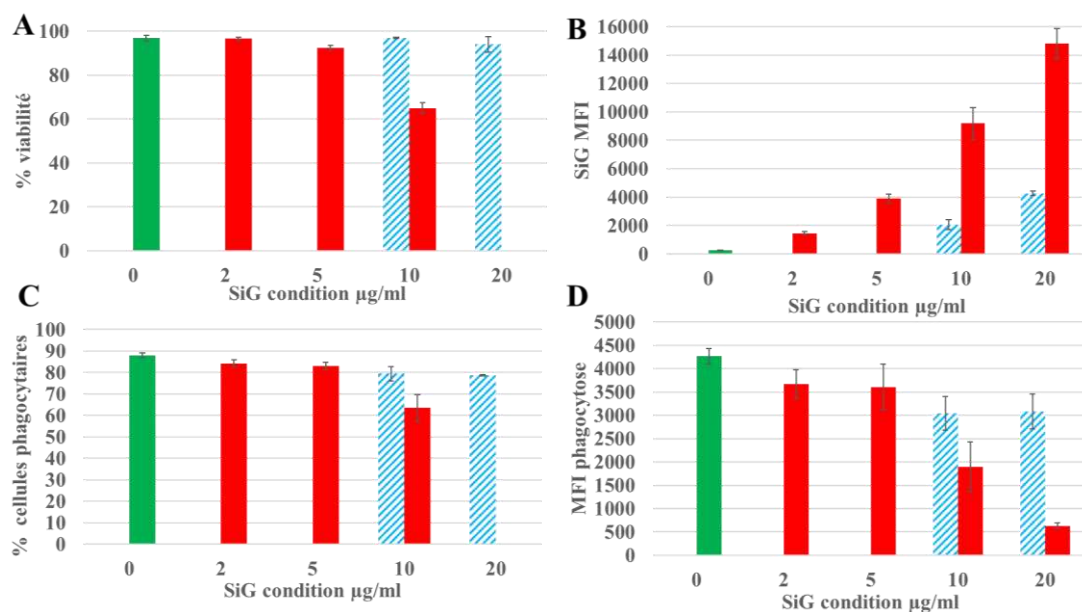 A
% viabilité
100
80
60
40
20
0
0 2 5 10 20
SiG condition µg/ml
B
SiG MFI
16000
14000
12000
10000
8000
6000
4000
2000
0
0 2 5 10 20
SiG condition µg/ml
C
% cellules phagocytaires
100
90
80
70
60
50
40
30
20
10
0
0 2 5 10 20
SiG condition µg/ml
D
MFI phagocytose
5000
4500
4000
3500
3000
2500
2000
1500
1000
500
0
0 2 5 10 20
SiG condition µg/ml